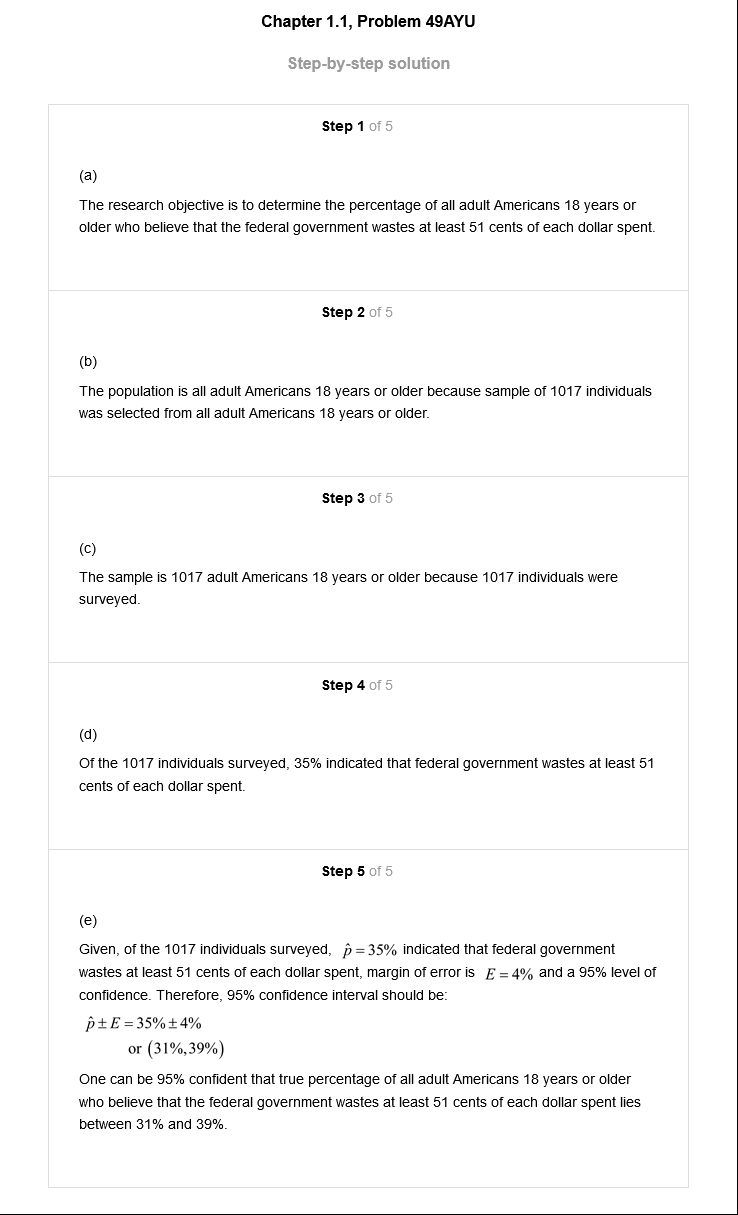 Chapter 1.1, Problem 49AYU
Step-by-step solution
Step 1 of 5
(a)
The research objective is to determine the percentage of all adult Americans 18 years or
older who believe that the federal government wastes at least 51 cents of each dollar spent.
Step 2 of 5
(b)
The population is all adult Americans 18 years or older because sample of 1017 individuals
was selected from all adult Americans 18 years or older.
Step 3 of 5
(c)
The sample is 1017 adult Americans 18 years or older because 1017 individuals were
surveyed.
Step 4 of 5
(d)
Of the 1017 individuals surveyed, 35% indicated that federal government wastes at least 51
cents of each dollar spent.
Step 5 of 5
(e)
Given, of the 1017 individuals surveyed, p̂ = 35% indicated that federal government
wastes at least 51 cents of each dollar spent, margin of error is E = 4% and a 95% level of
confidence. Therefore, 95% confidence interval should be:
p̂ ± E = 35% ± 4%
or (31%,39%)
One can be 95% confident that true percentage of all adult Americans 18 years or older
who believe that the federal government wastes at least 51 cents of each dollar spent lies
between 31% and 39%.